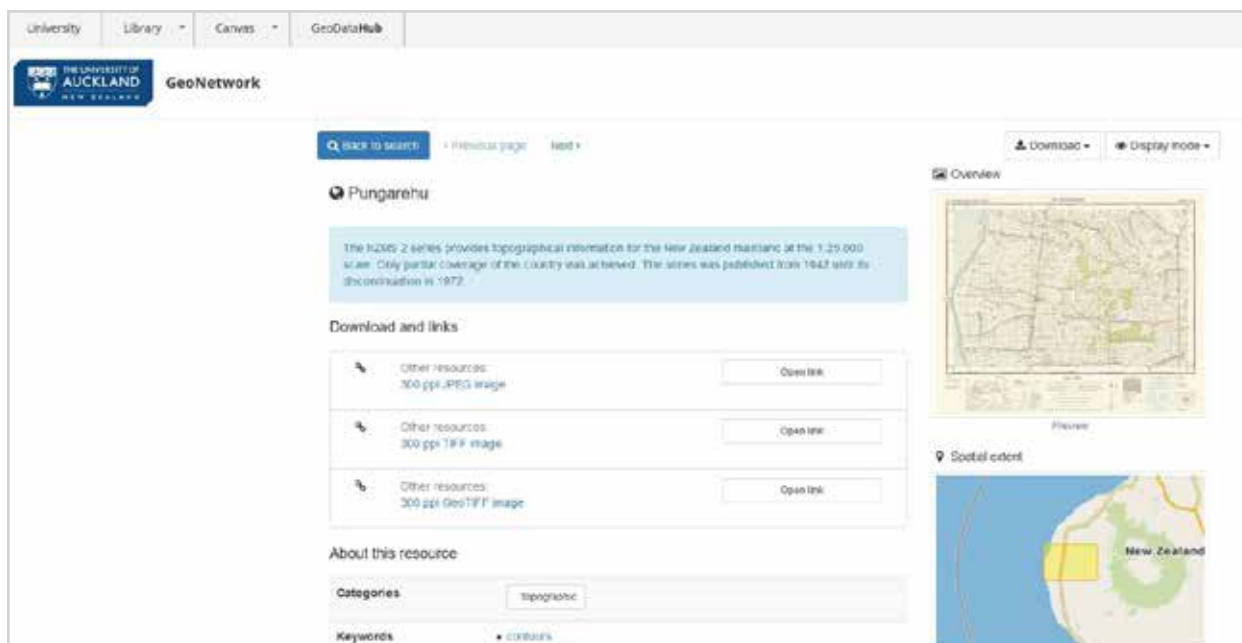 University Library Canvas GeoDataHub
THE UNIVERSITY OF
AUCKLAND
NEW ZEALAND
GeoNetwork
Back to search Previous page Next
Download Display mode
Overview
Pungarehu
The NZMS 2 series provides topographical information for the New Zealand mainland at the 1:25 000
scale. Only partial coverage of the country was achieved. The series was published from 1942 until its
discontinuation in 1972.
Preview
Download and links
Other resources:
300 ppi JPEG image
Open link
Other resources:
300 ppi TIFF image
Open link
Other resources:
300 ppi GeoTIFF image
Open link
Spatial extent
New Zealand
About this resource
Categories topographic
Keywords • contours